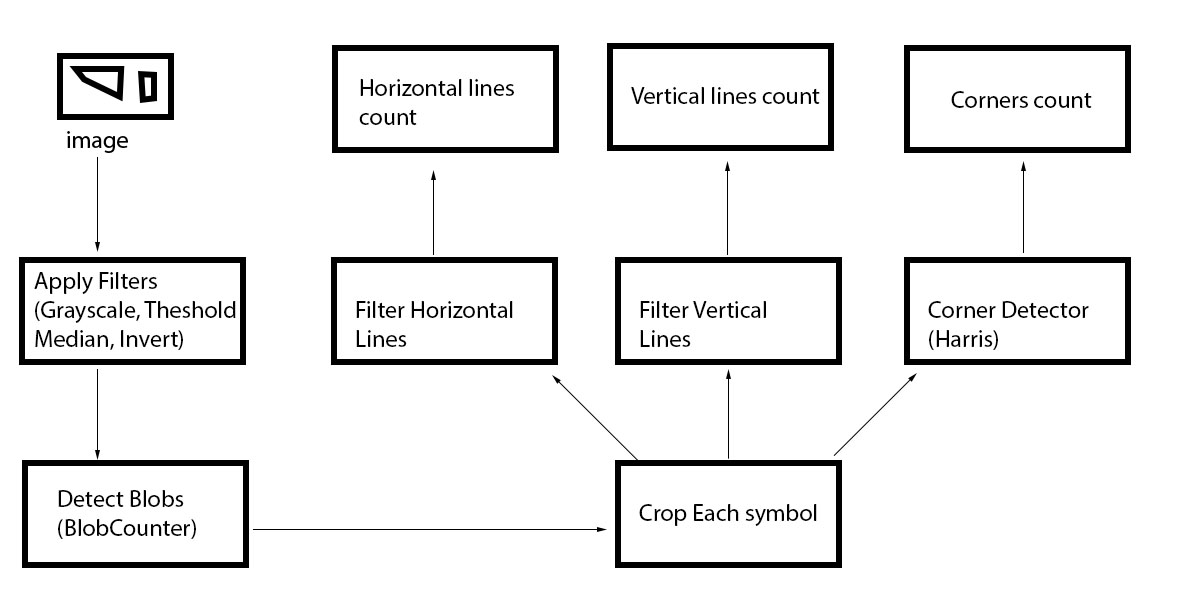 image
Apply Filters
(Grayscale, Theshold
Median, Invert)
Detect Blobs
(BlobCounter)
Crop Each symbol
Filter Horizontal
Lines
Filter Vertical
Lines
Corner Detector
(Harris)
Horizontal lines
count
Vertical lines count
Corners count